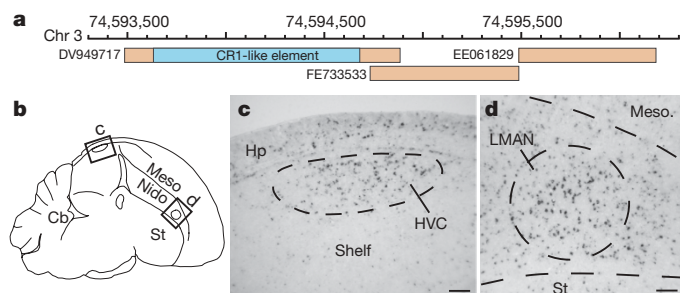 a
74,593,500 74,594,500 74,595,500
Chr 3
DV949717 CR1-like element EE061829
FE733533
b
c
Meso
Nido
d
Cb
St
c
Hp
HVC
Shelf
d
Meso.
LMAN
St